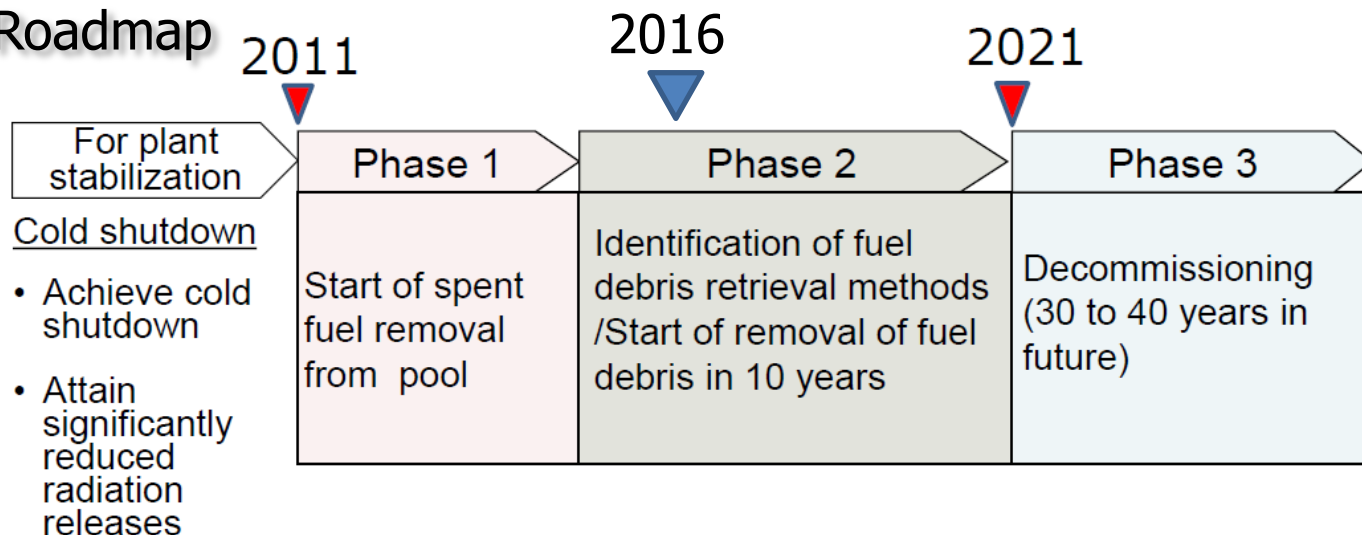 Roadmap
2011
2016
2021
For plant
stabilization
Phase 1
Phase 2
Phase 3
Cold shutdown
• Achieve cold
shutdown
• Attain
significantly
reduced
radiation
releases
Start of spent
fuel removal
from pool
Identification of fuel
debris retrieval methods
/Start of removal of fuel
debris in 10 years
Decommissioning
(30 to 40 years in
future)